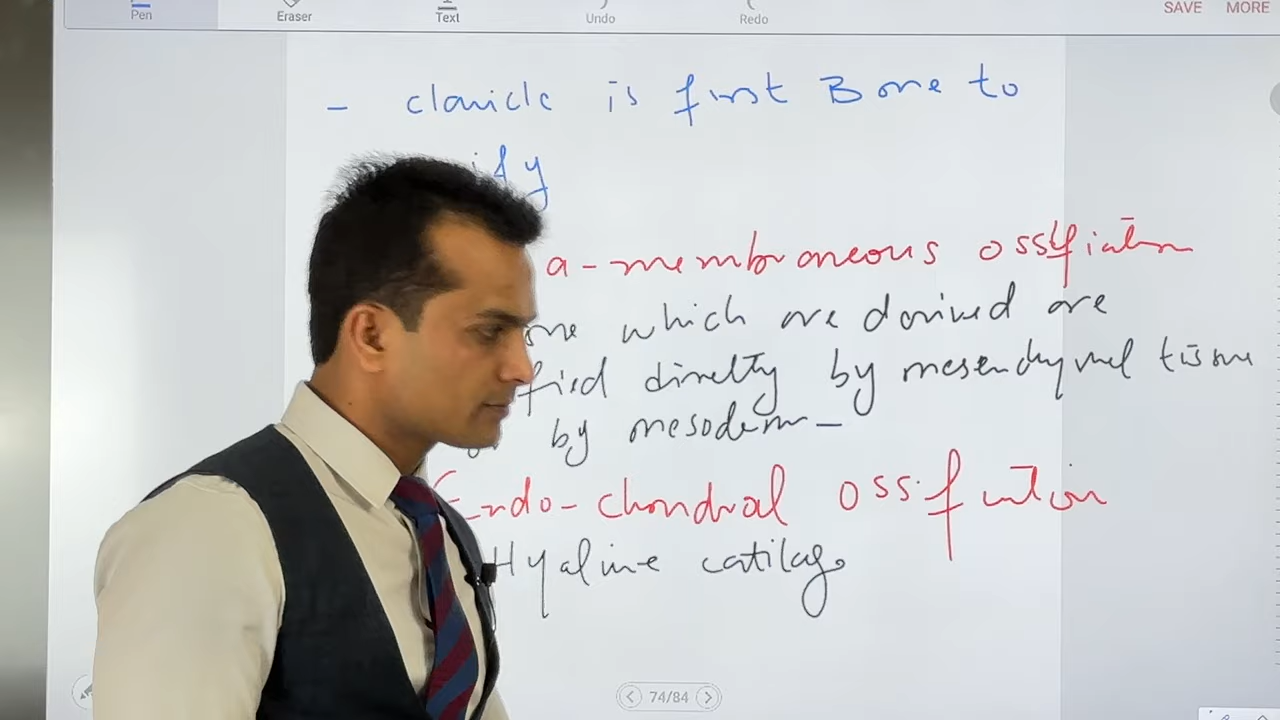 Pen Eraser Text Undo Redo SAVE MORE
- clavicle is first Bone to
ify
a-membraneous ossification
one which are derived are
fied directly by mesenchymal tissue
by mesoderm -
Endo-chondral ossification
Hyaline catilage
74/84